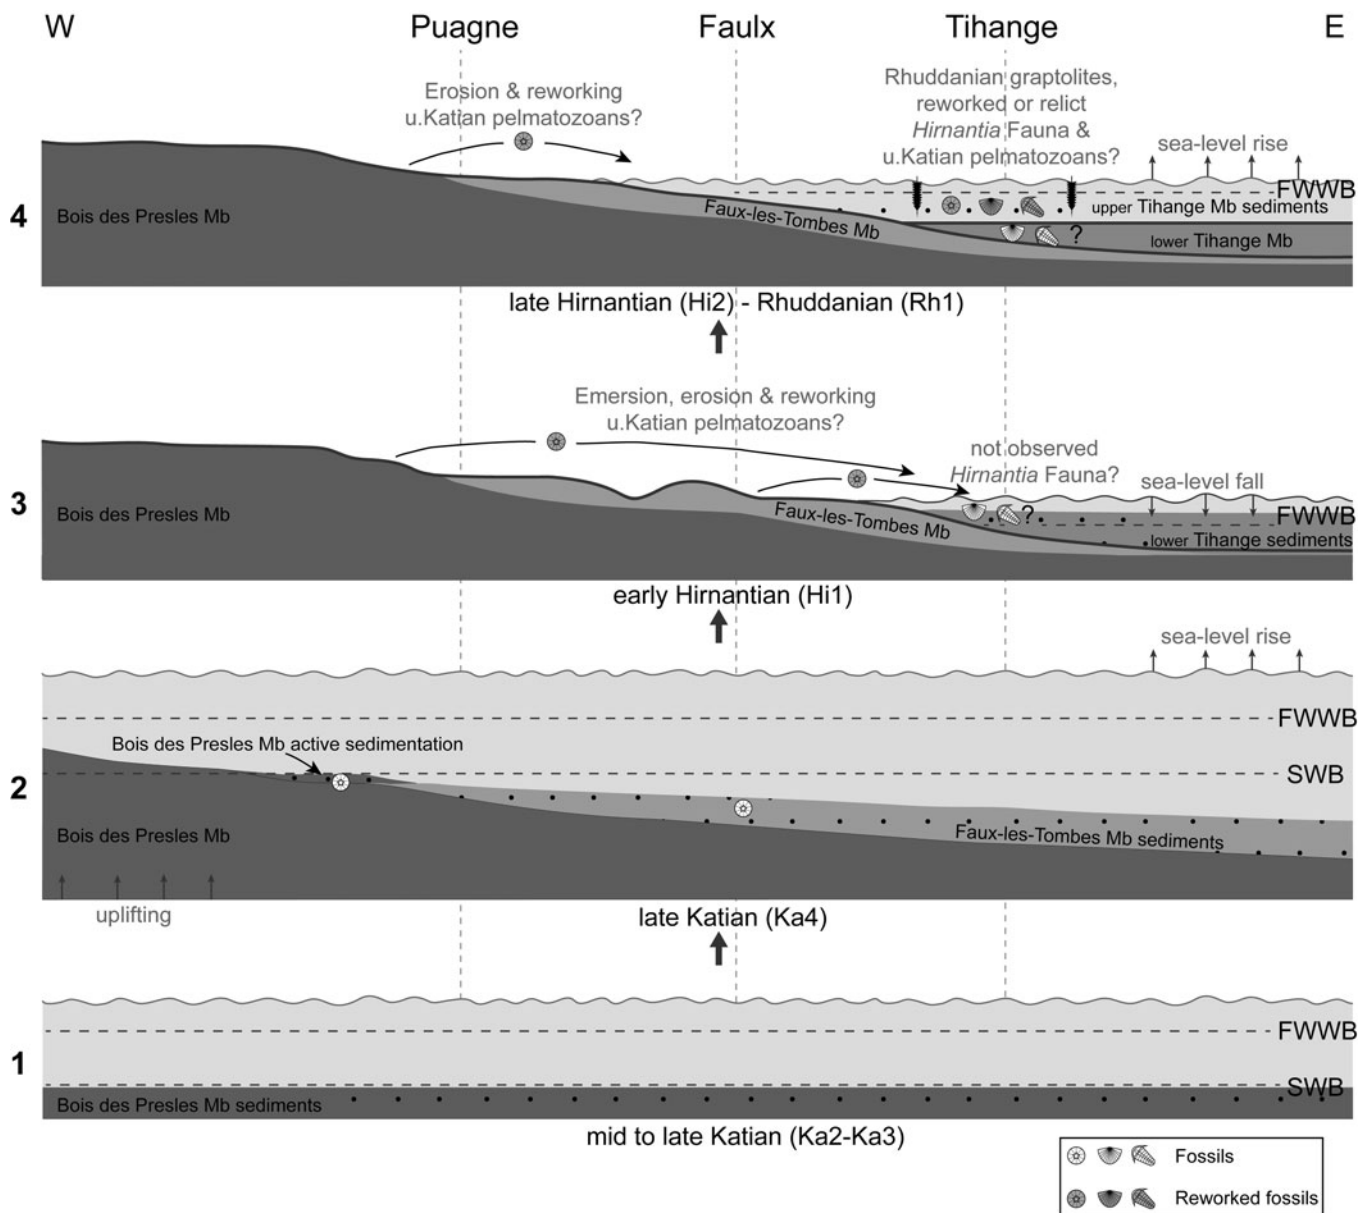 W Puagne Faulx Tihange E
Erosion & reworking
u.Katian pelmatozoans?
Rhuddanian graptolites,
reworked or relict
Hirnantia Fauna &
u.Katian pelmatozoans?
sea-level rise
4
Bois des Presles Mb
Faux-les-Tombes Mb
FWWB
upper Tihange Mb sediments
?
lower Tihange Mb
late Hirnantian (Hi2) - Rhuddanian (Rh1)
Emersion, erosion & reworking
u.Katian pelmatozoans?
not observed
Hirnantia Fauna?
sea-level fall
3
Bois des Presles Mb
Faux-les-Tombes Mb
?
FWWB
lower Tihange sediments
early Hirnantian (Hi1)
sea-level rise
FWWB
Bois des Presles Mb active sedimentation
SWB
2
Bois des Presles Mb
Faux-les-Tombes Mb sediments
uplifting
late Katian (Ka4)
FWWB
1
SWB
Bois des Presles Mb sediments
mid to late Katian (Ka2-Ka3)
Fossils
Reworked fossils